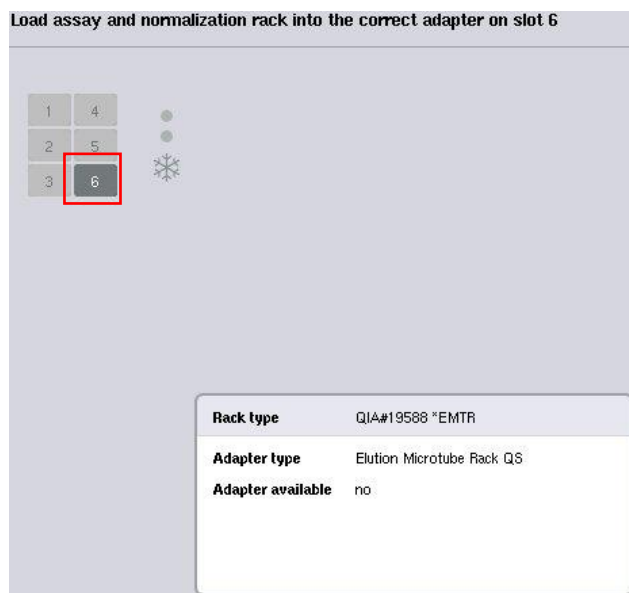 Load assay and normalization rack into the correct adapter on slot 6
1 4
2 5
3 6
Rack type QIA#19588 *EMTR
Adapter type Elution Microtube Rack QS
Adapter available no